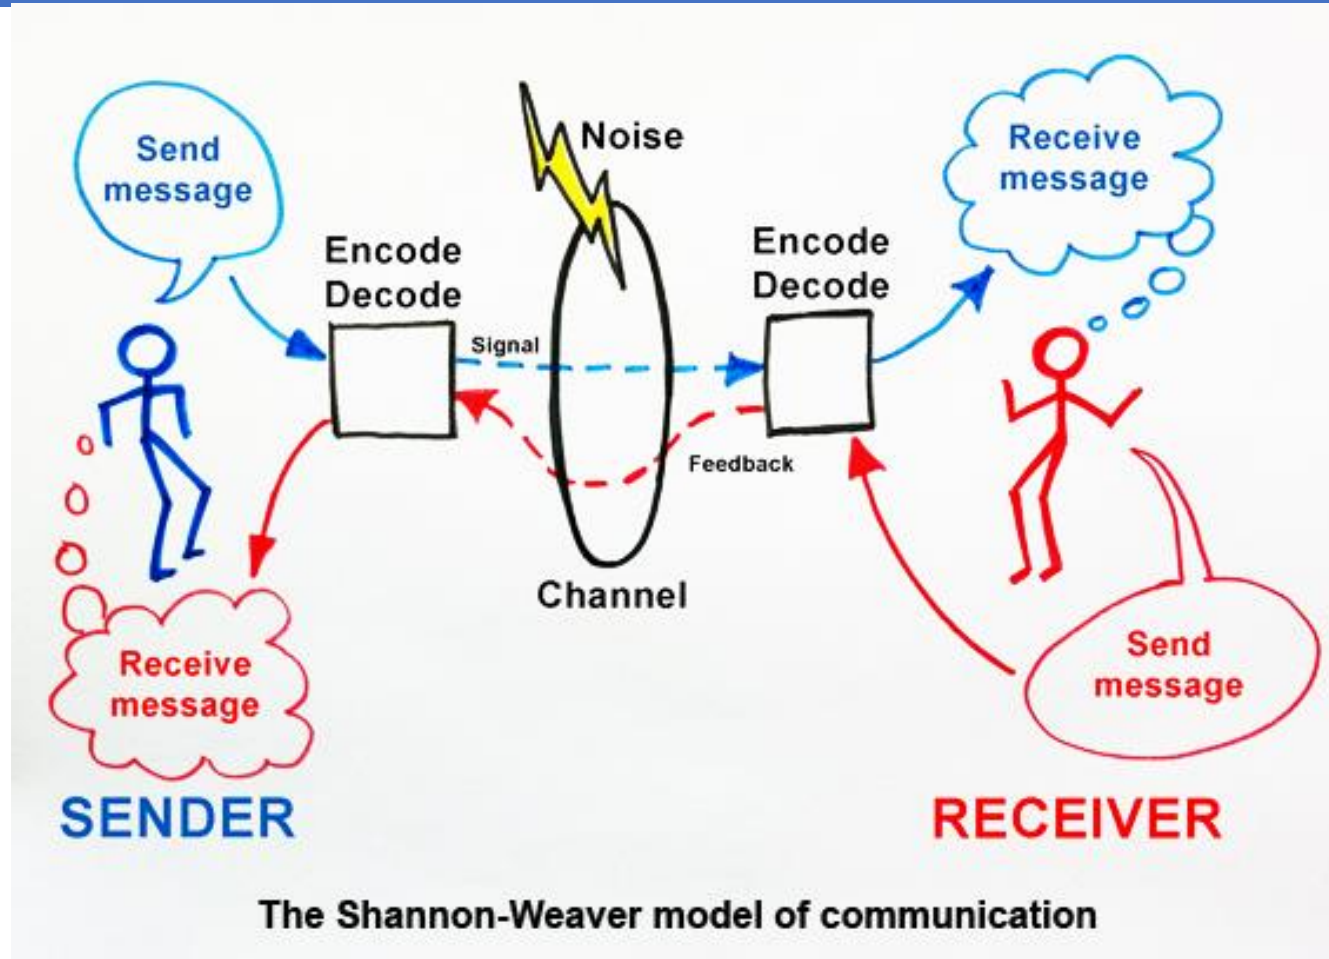 Send
message
Noise
Receive
message
Encode
Decode
Encode
Decode
Signal
Feedback
Channel
Receive
message
Send
message
SENDER
RECEIVER
The Shannon-Weaver model of communication